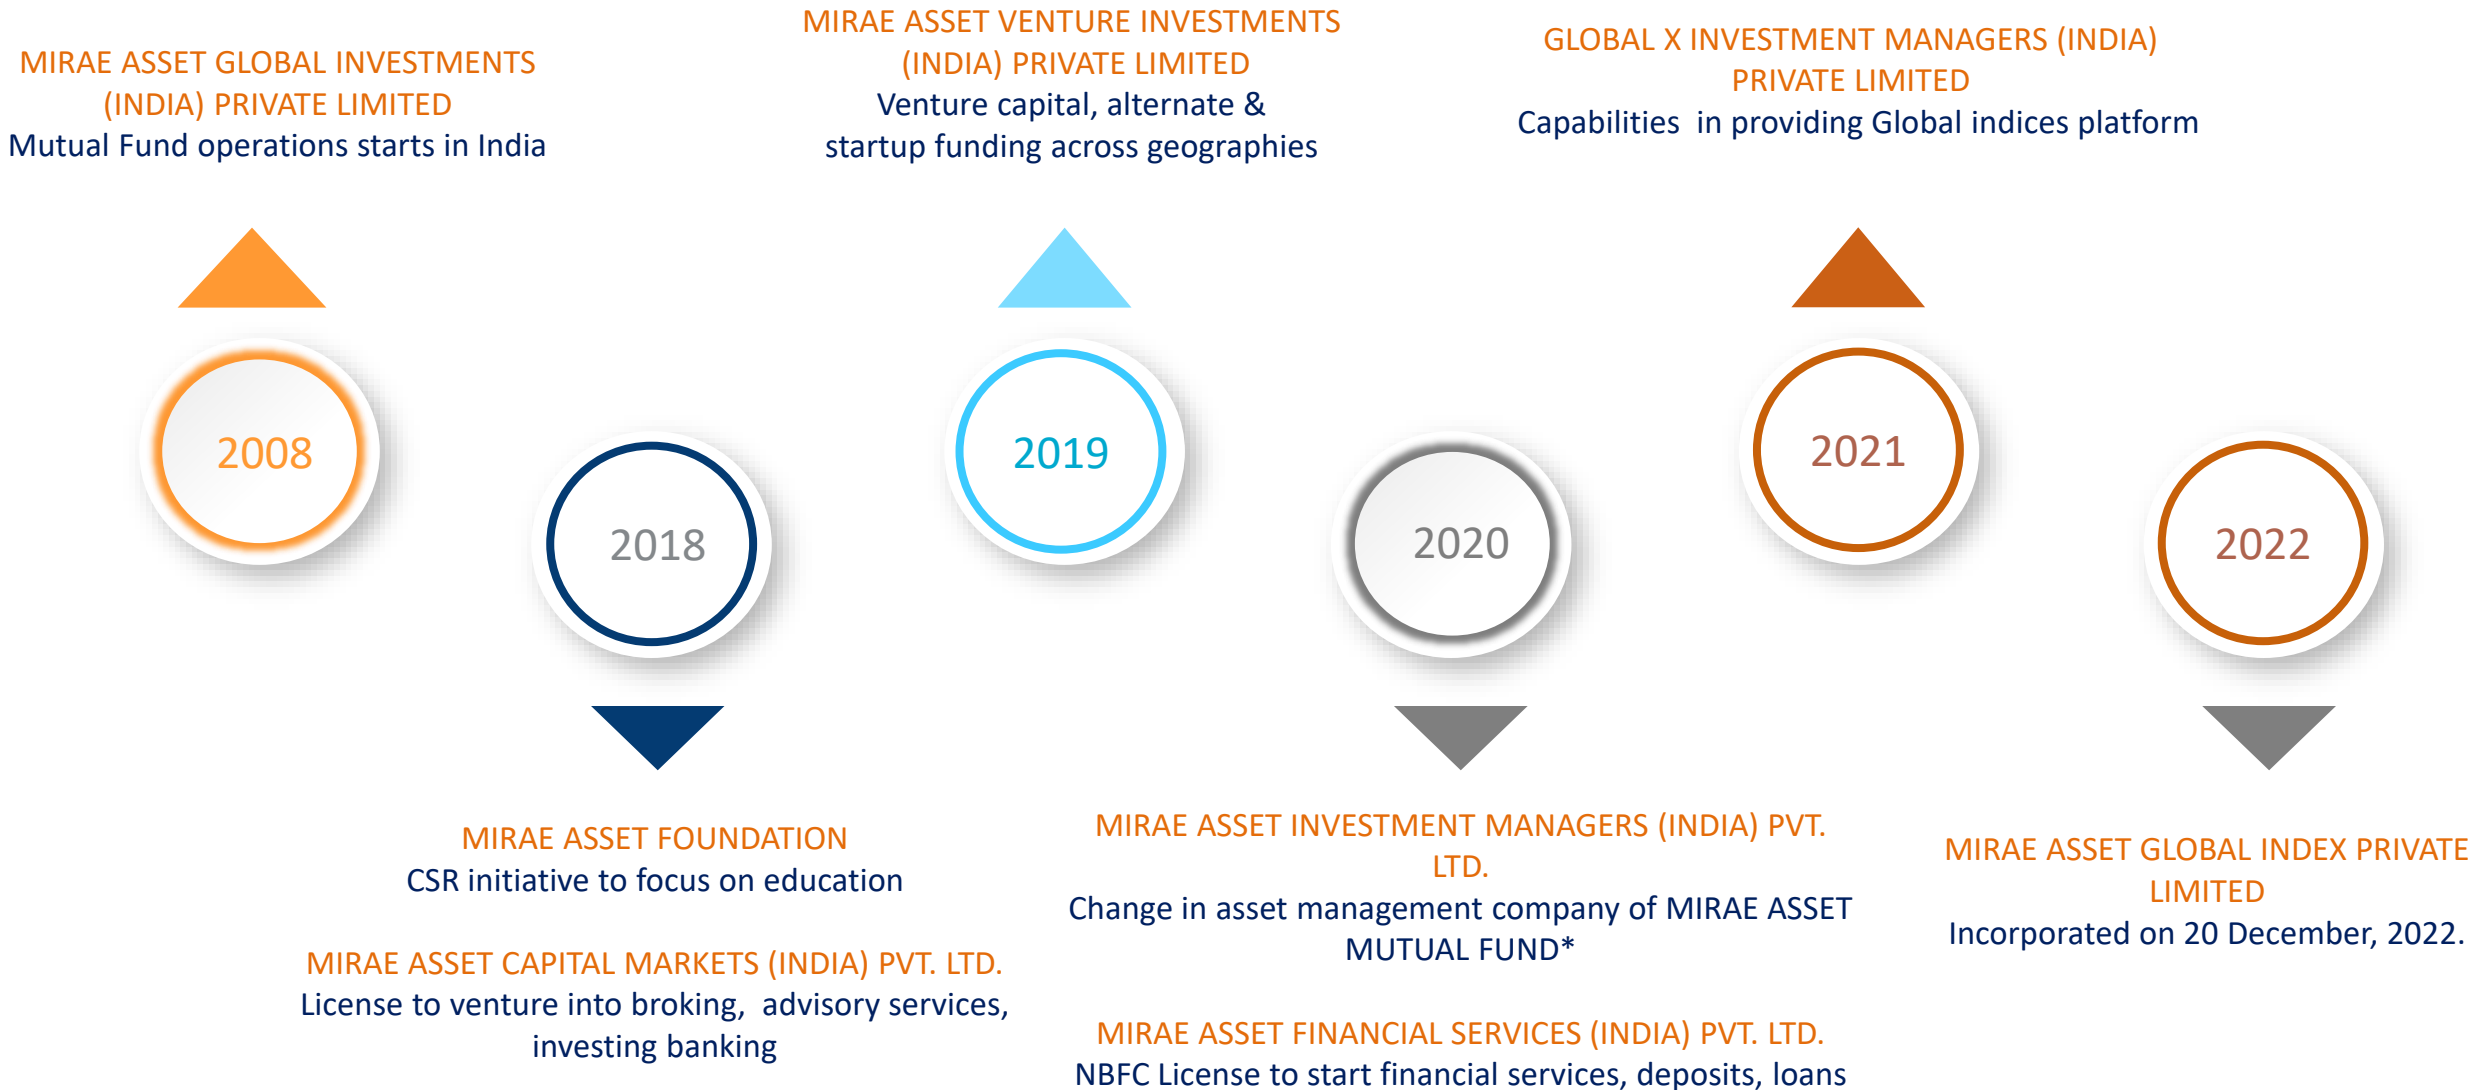 MIRAE ASSET GLOBAL INVESTMENTS
(INDIA) PRIVATE LIMITED
Mutual Fund operations starts in India
MIRAE ASSET VENTURE INVESTMENTS
(INDIA) PRIVATE LIMITED
Venture capital, alternate &
startup funding across geographies
GLOBAL X INVESTMENT MANAGERS (INDIA)
PRIVATE LIMITED
Capabilities in providing Global indices platform
2008
2018
2019
2020
2021
2022
MIRAE ASSET FOUNDATION
CSR initiative to focus on education
MIRAE ASSET CAPITAL MARKETS (INDIA) PVT. LTD.
License to venture into broking, advisory services,
investing banking
MIRAE ASSET INVESTMENT MANAGERS (INDIA) PVT.
LTD.
Change in asset management company of MIRAE ASSET
MUTUAL FUND*
MIRAE ASSET FINANCIAL SERVICES (INDIA) PVT. LTD.
NBFC License to start financial services, deposits, loans
MIRAE ASSET GLOBAL INDEX PRIVATE
LIMITED
Incorporated on 20 December, 2022.